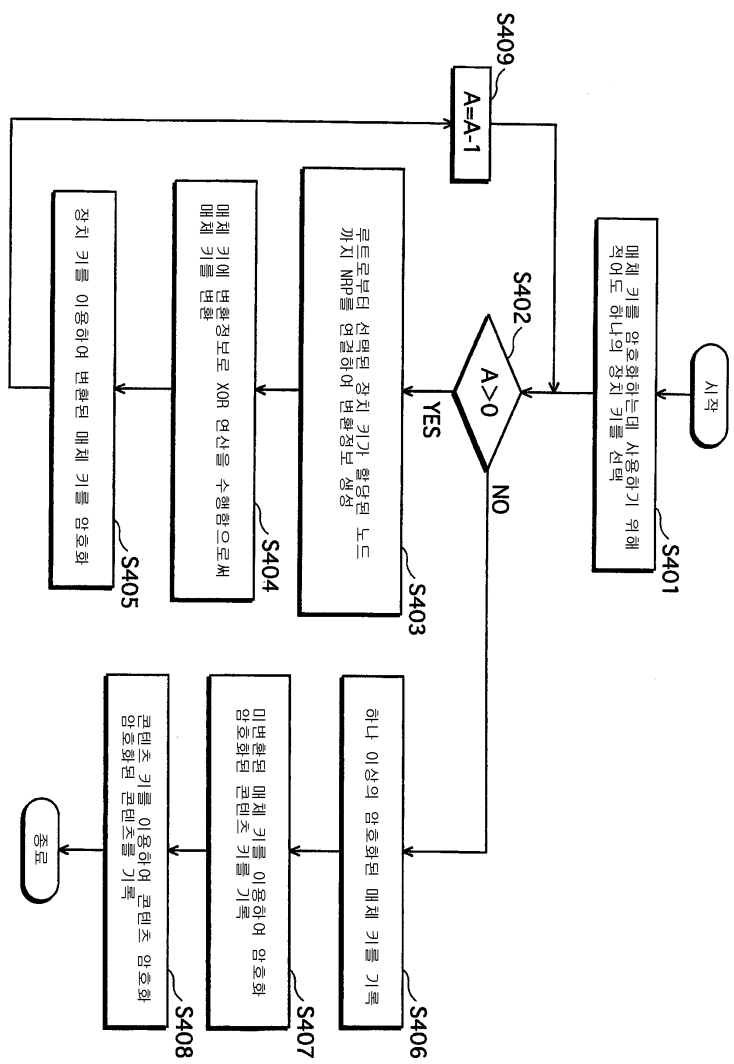 시작
S401
매체 키를 암호화하는데 사용하기 위해
적어도 하나의 장치 키를 선택
S402
A>0
YES
NO
S403
루트로부터 선택된 장치 키가 할당된 노드
까지 NRP를 연결하여 변환정보 생성
S404
매체 키에 변환정보로 XOR 연산을 수행함으로써
매체 키를 변환
S405
장치 키를 이용하여 변환된 매체 키를 암호화
S409
A=A-1
S406
하나 이상의 암호화된 매체 키를 기록
S407
미변환된 매체 키를 이용하여 암호화
암호화된 콘텐츠 키를 기록
S408
콘텐츠 키를 이용하여 콘텐츠 암호화
암호화된 콘텐츠를 기록
종료